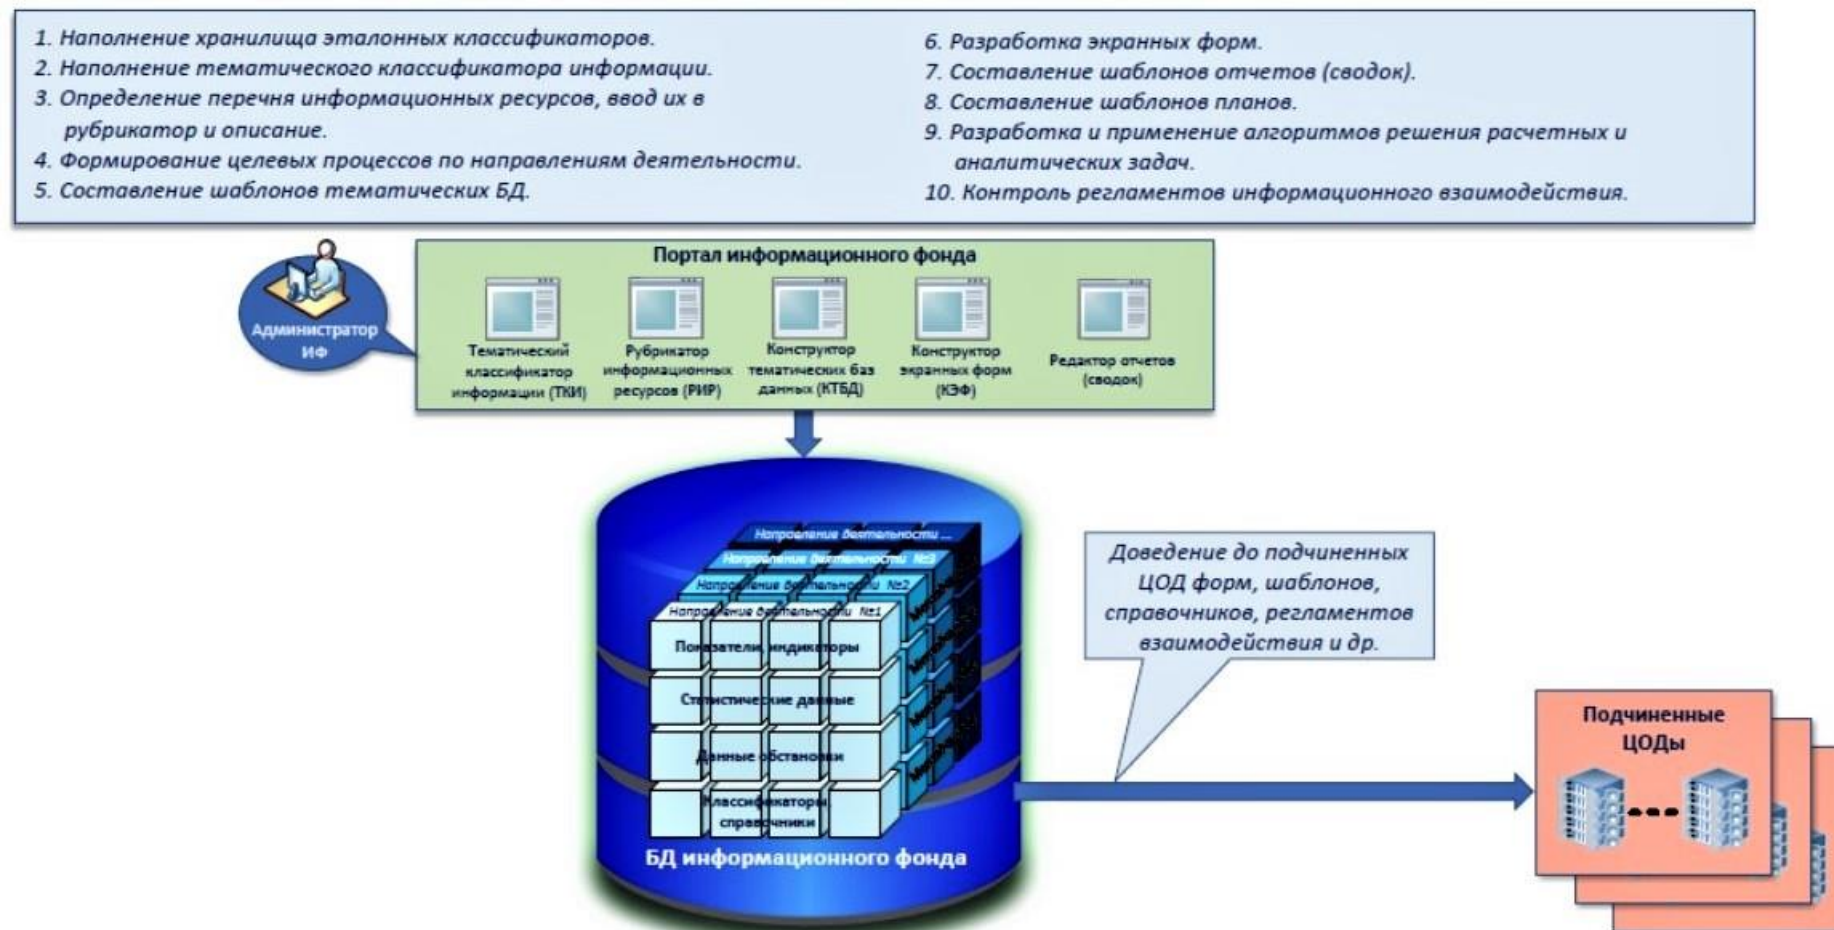 1. Наполнение хранилища эталонных классификаторов.
2. Наполнение тематического классификатора информации.
3. Определение перечня информационных ресурсов, ввод их в
рубрикатор и описание.
4. Формирование целевых процессов по направлениям деятельности.
5. Составление шаблонов тематических БД.
6. Разработка экранных форм.
7. Составление шаблонов отчетов (сводок).
8. Составление шаблонов планов.
9. Разработка и применение алгоритмов решения расчетных и
аналитических задач.
10. Контроль регламентов информационного взаимодействия.
Администратор
ИФ
Портал информационного фонда
Тематический
классификатор
информации (ТКИ)
Рубрикатор
информационных
ресурсов (РИР)
Конструктор
тематических баз
данных (КТБД)
Конструктор
экранных форм
(КЭФ)
Редактор отчетов
(сводок)
Направление деятельности ...
Направление деятельности №3
Направление деятельности №2
Направление деятельности №1
Показатели, индикаторы
Статистические данные
Данные обстановки
Классификаторы
справочники
БД информационного фонда
Доведение до подчиненных
ЦОД форм, шаблонов,
справочников, регламентов
взаимодействия и др.
Подчиненные
ЦОДы